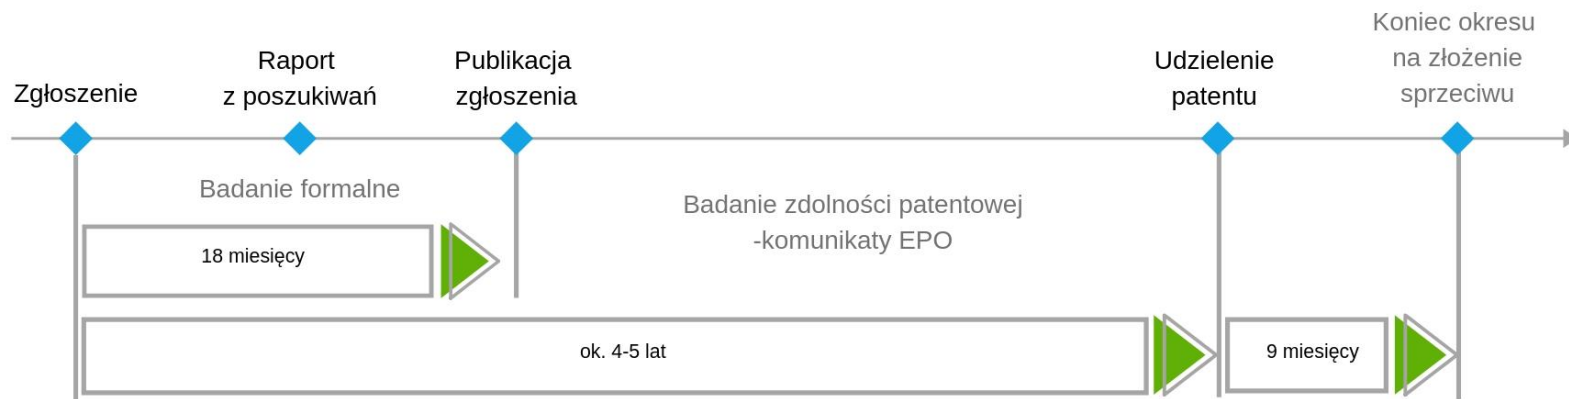 Zgłoszenie
Raport
z poszukiwań
Publikacja
zgłoszenia
Udzielenie
patentu
Koniec okresu
na złożenie
sprzeciwu
Badanie formalne
Badanie zdolności patentowej
-komunikaty EPO
18 miesięcy
ok. 4-5 lat
9 miesięcy